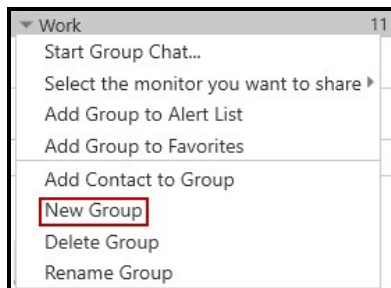 Work 11
Start Group Chat...
Select the monitor you want to share
Add Group to Alert List
Add Group to Favorites
Add Contact to Group
New Group
Delete Group
Rename Group